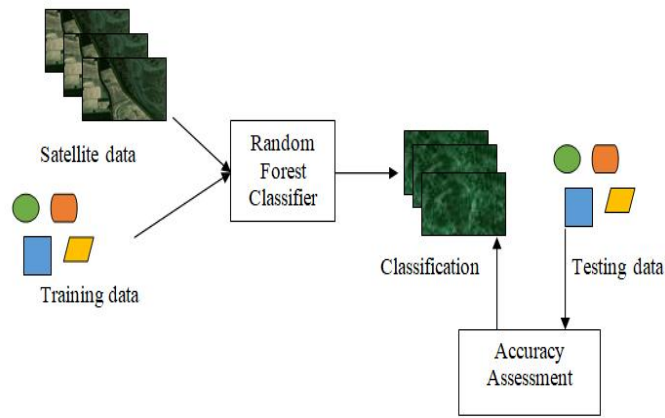 Satellite data
Training data
Random
Forest
Classifier
Classification
Testing data
Accuracy
Assessment